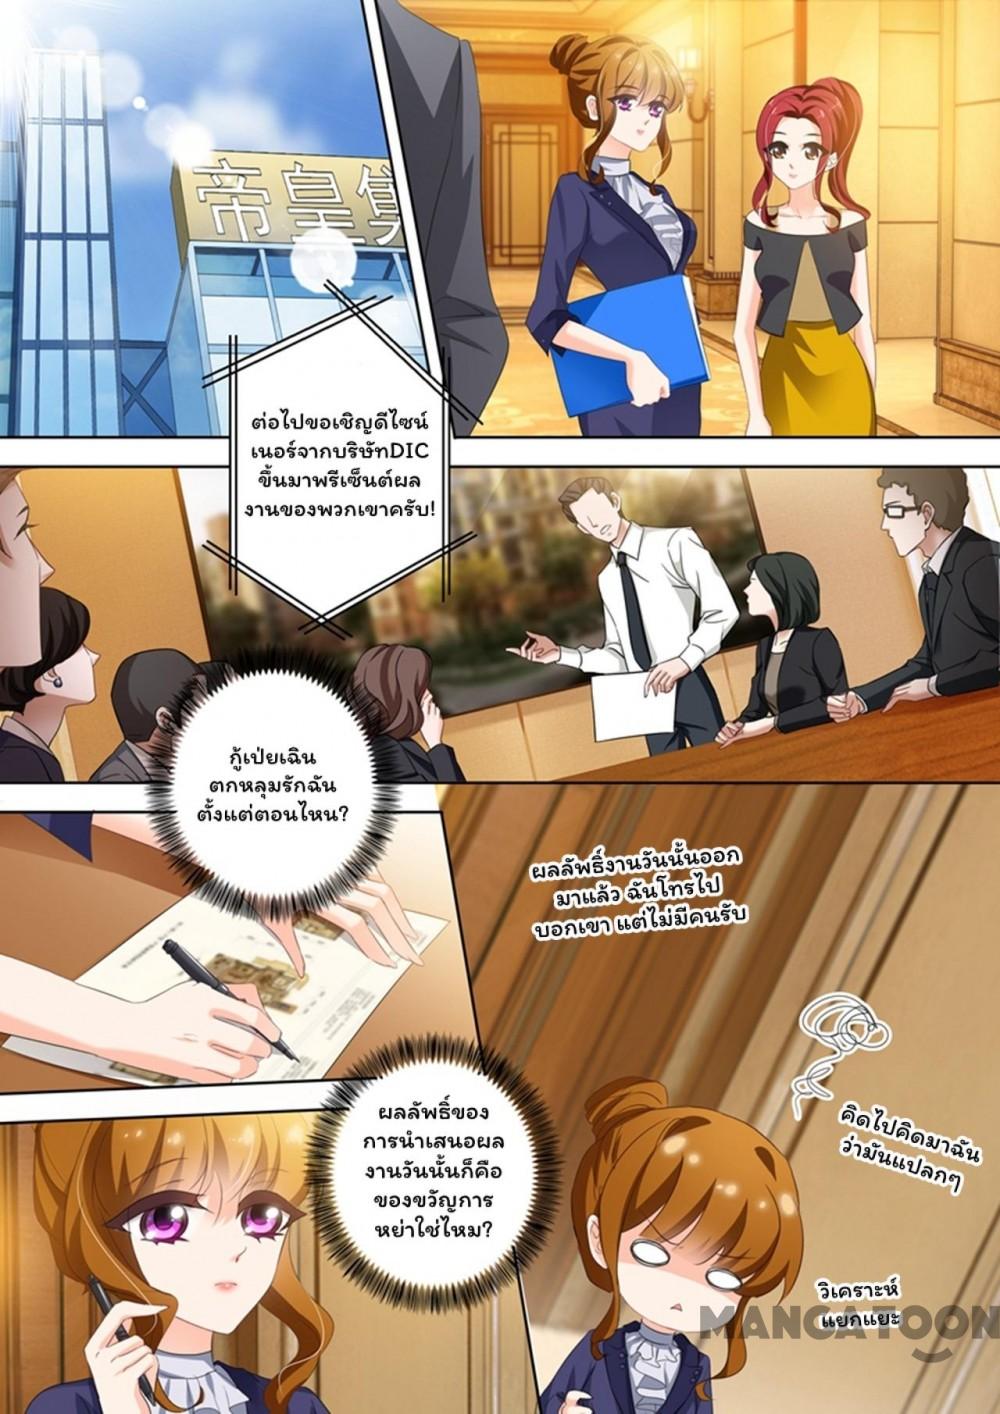 帝皇集
ต่อไปขอเชิญดีไซน์
เนอร์จากบริษัทDIC
ขึ้นมาพรีเซ็นต์ผล
งานของพวกเขาครับ!
กู้เป่ยเฉิน
ตกหลุมรักฉัน
ตั้งแต่ตอนไหน?
ผลลัพธิ์งานวันนั้นออก
มาแล้ว ฉันโทรไป
บอกเขา แต่ไม่มีคนรับ
ผลลัพธิ์ของ
การนำเสนอผล
งานวันนั้นก็คือ
ของขวัญการ
หย่าใช่ไหม?
คิดไปคิดมาฉัน
ว่ามันแปลกๆ
วิเคราะห์
แยกแยะ
MANGATOON